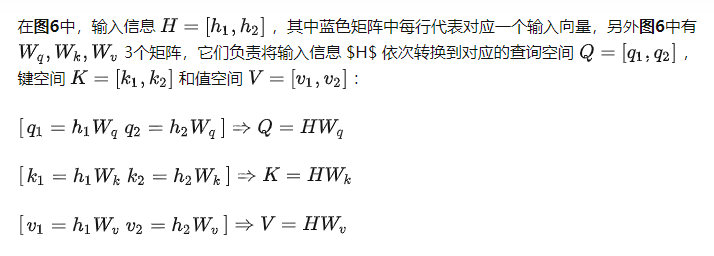 在图6中，输入信息 H = [h₁, h₂] ，其中蓝色矩阵中每行代表对应一个输入向量，另外图6中有
W_q, W_k, W_v 3个矩阵，它们负责将输入信息 $H$ 依次转换到对应的查询空间 Q = [q₁, q₂] ，
键空间 K = [k₁, k₂] 和值空间 V = [v₁, v₂] ：
[ q₁ = h₁W_q q₂ = h₂W_q ] ⇒ Q = HW_q
[ k₁ = h₁W_k k₂ = h₂W_k ] ⇒ K = HW_k
[ v₁ = h₁W_v v₂ = h₂W_v ] ⇒ V = HW_v